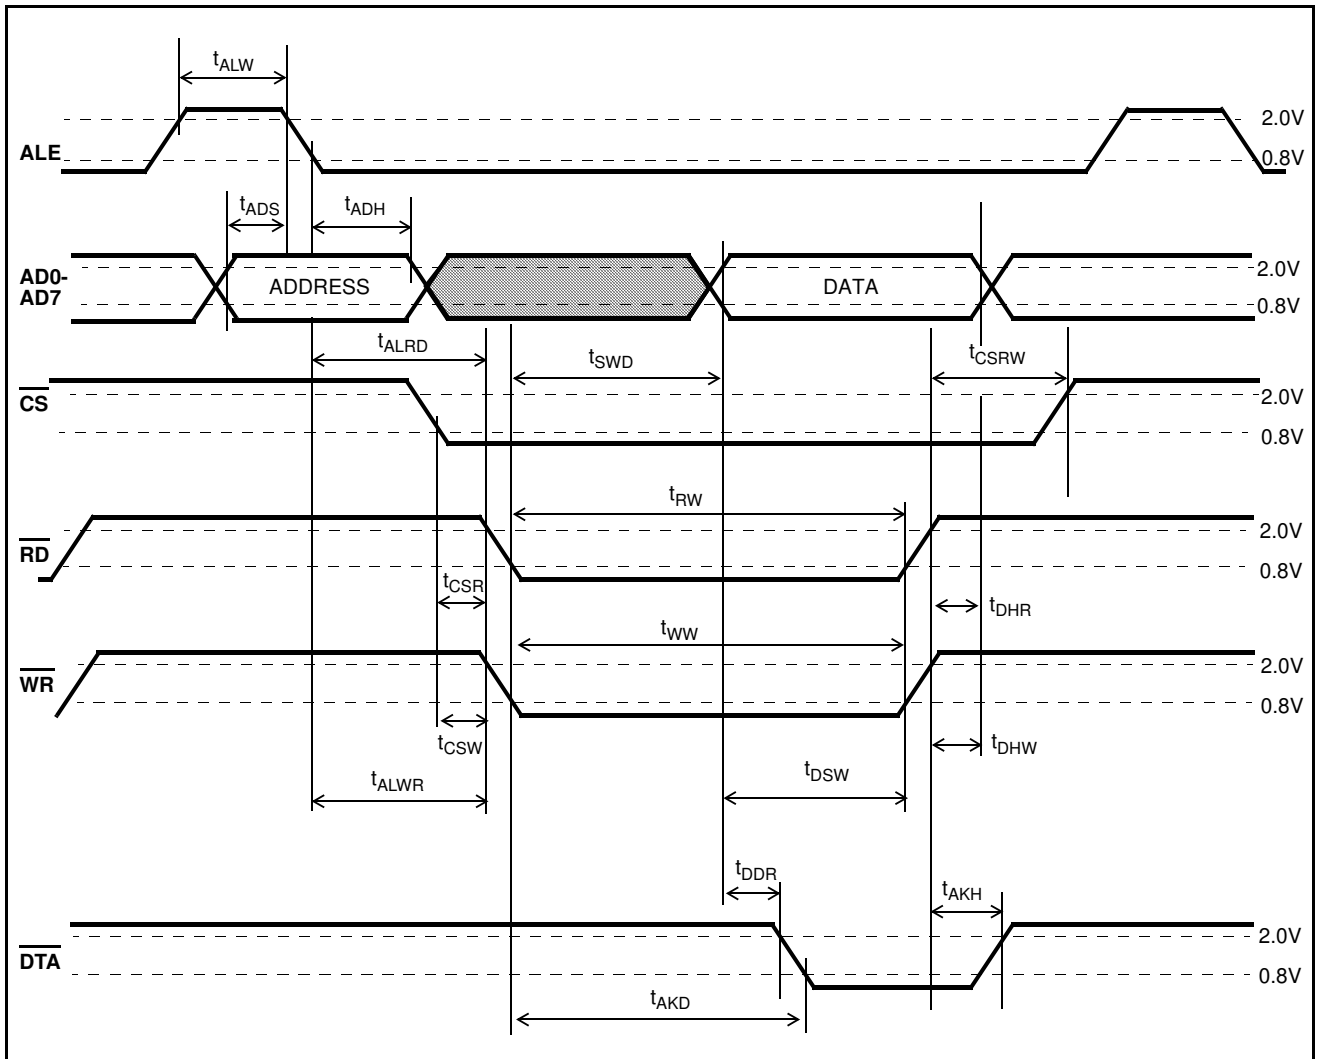 tALW
2.0V
ALE
0.8V
tADS
tADH
AD0-
AD7
ADDRESS
DATA
2.0V
0.8V
tALRD
tSWD
tCSRW
CS
2.0V
0.8V
tRW
RD
2.0V
0.8V
tCSR
tDHR
tWW
WR
2.0V
0.8V
tCSW
tDHW
tALWR
tDSW
tDDR
tAKH
DTA
2.0V
0.8V
tAKD